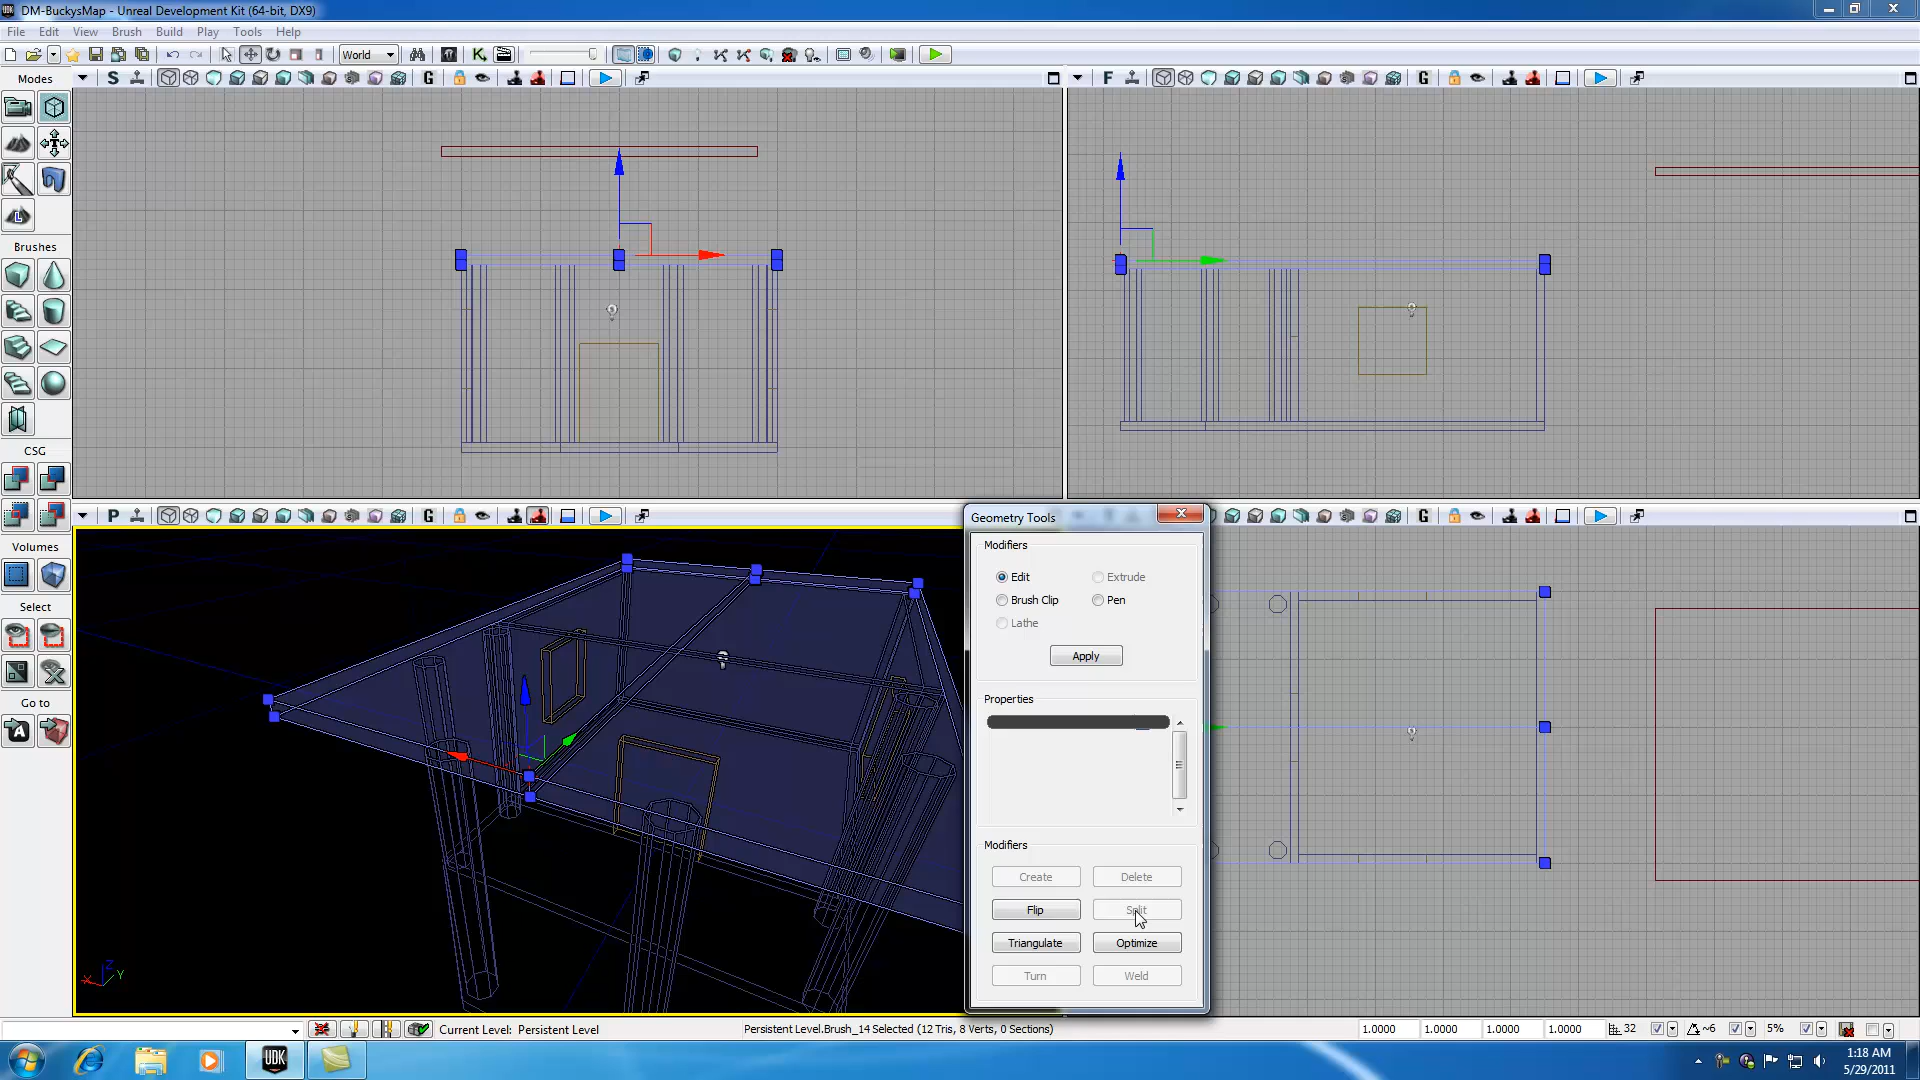 DM-BuckysMap - Unreal Development Kit (64-bit, DX9)
File Edit View Brush Build Play Tools Help
World
Modes
S G
F G
Brushes
CSG
P G
G
Volumes
Select
Go to
Geometry Tools
Modifiers
Edit Extrude
Brush Clip Pen
Lathe
Apply
Properties
Modifiers
Create Delete
Flip Split
Triangulate Optimize
Turn Weld
Z
X Y
Current Level: Persistent Level
Persistent Level.Brush_14 Selected (12 Tris, 8 Verts, 0 Sections)
1.0000 1.0000 1.0000 1.0000 32 ~6 5%
UDK
1:18 AM
5/29/2011